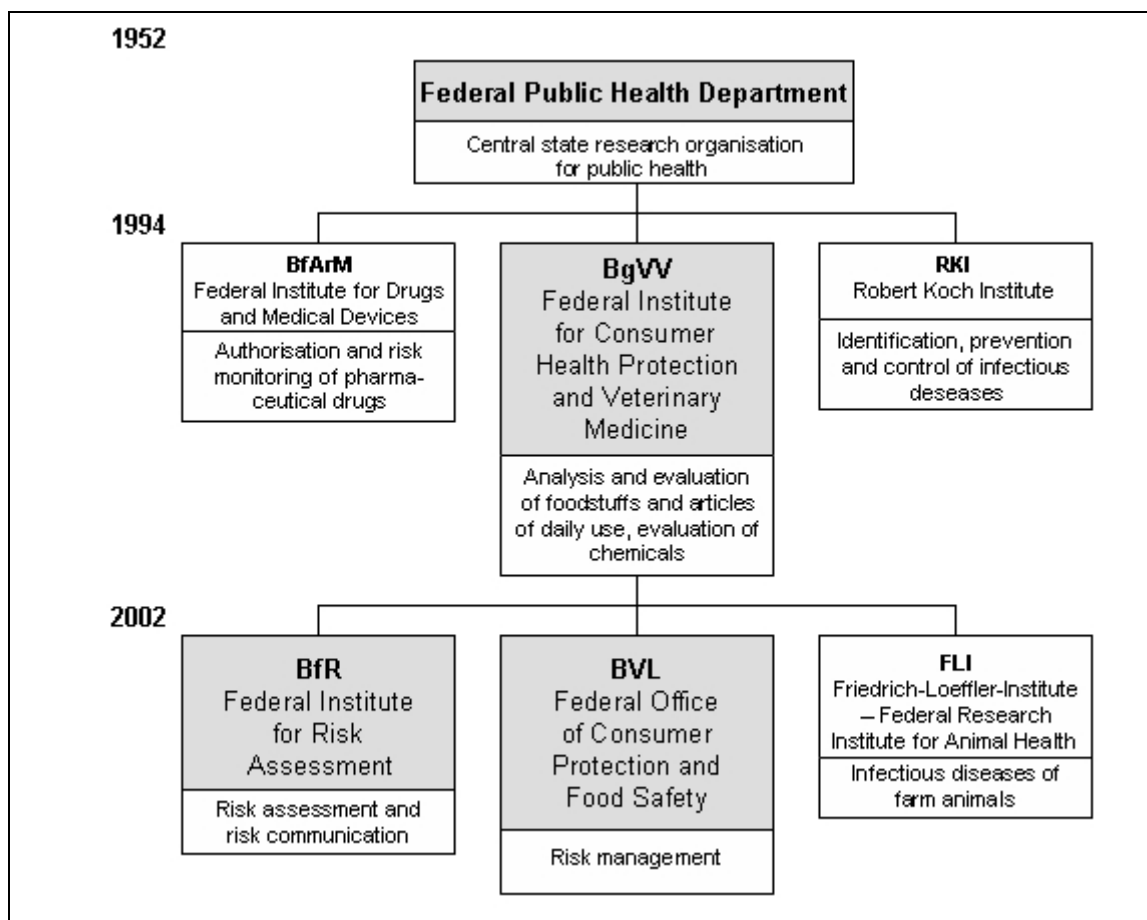 1952
Federal Public Health Department
Central state research organisation
for public health
1994
BfArM
Federal Institute for Drugs
and Medical Devices
Authorisation and risk
monitoring of pharma-
ceutical drugs
BgVV
Federal Institute
for Consumer
Health Protection
and Veterinary
Medicine
Analysis and evaluation
of foodstuffs and articles
of daily use, evaluation of
chemicals
RKI
Robert Koch Institute
Identification, prevention
and control of infectious
deseases
2002
BfR
Federal Institute
for Risk
Assessment
Risk assessment and
risk communication
BVL
Federal Office
of Consumer
Protection and
Food Safety
Risk management
FLI
Friedrich-Loeffler-Institute
– Federal Research
Institute for Animal Health
Infectious diseases of
farm animals